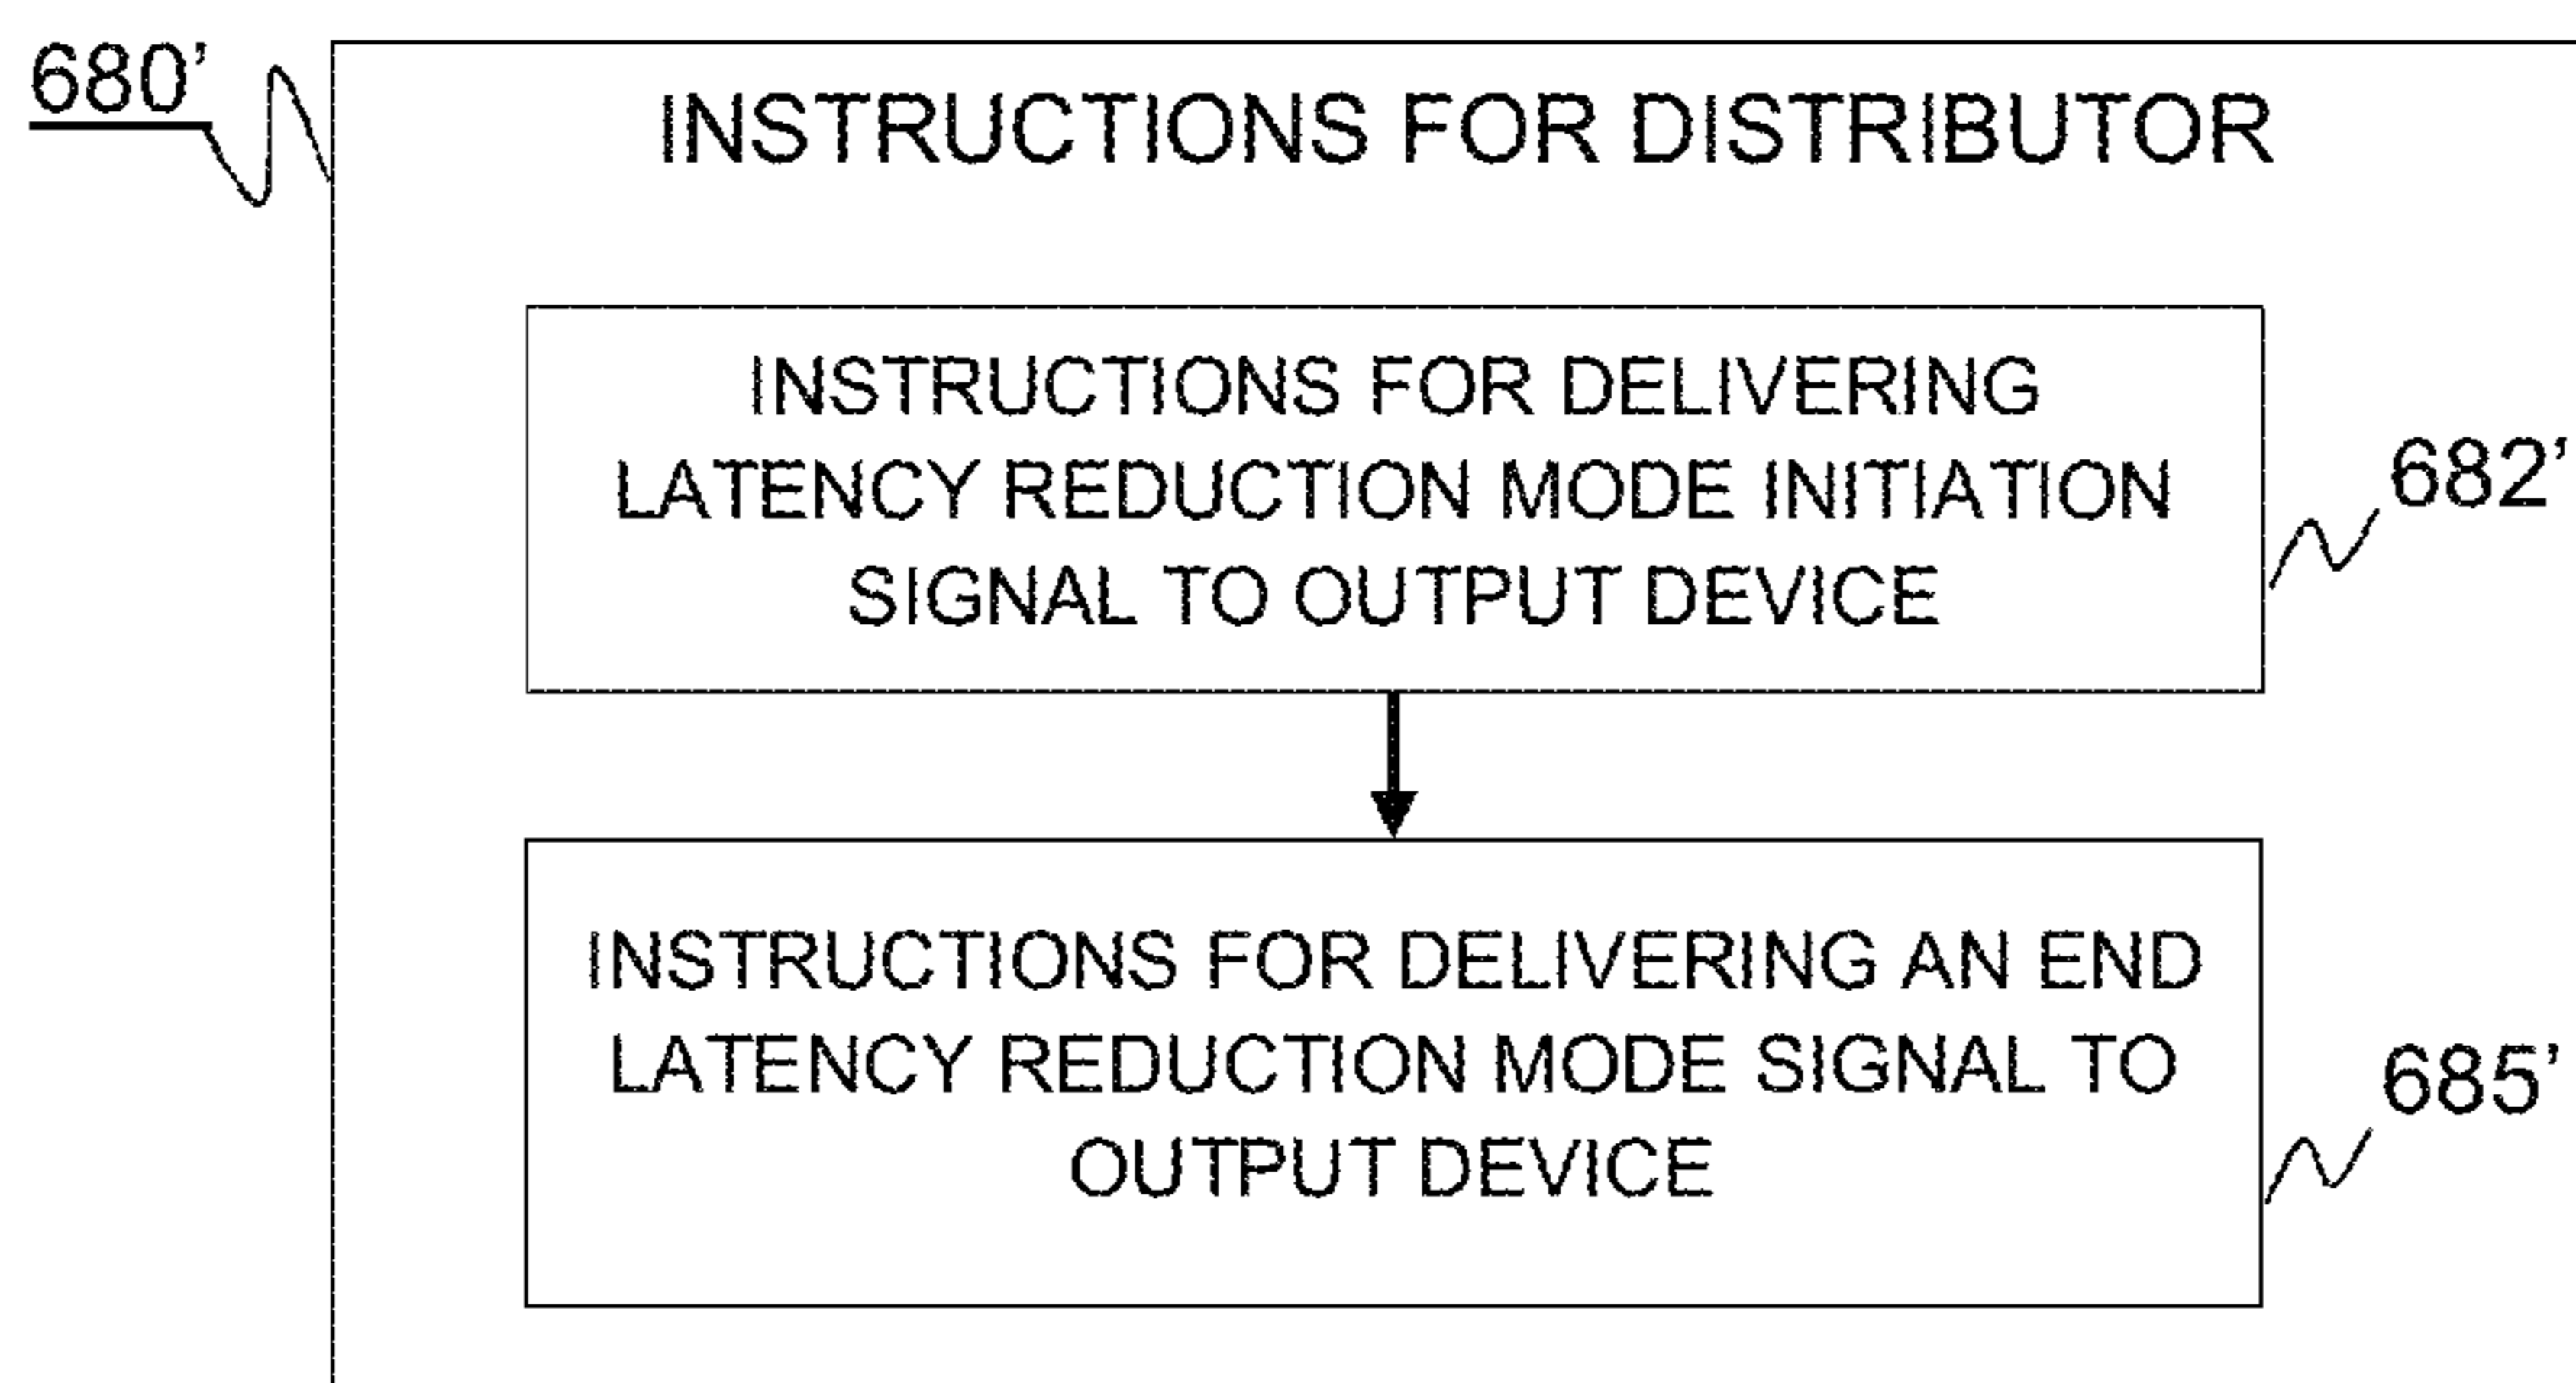 680’
INSTRUCTIONS FOR DISTRIBUTOR
INSTRUCTIONS FOR DELIVERING
LATENCY REDUCTION MODE INITIATION
SIGNAL TO OUTPUT DEVICE
682’
INSTRUCTIONS FOR DELIVERING AN END
LATENCY REDUCTION MODE SIGNAL TO
OUTPUT DEVICE
685’